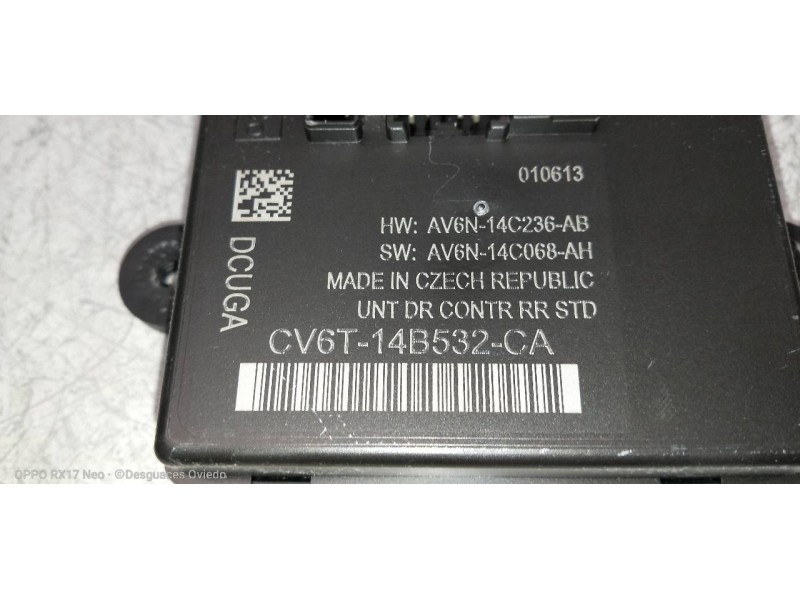 010613
HW: AV6N-14C236-AB
SW: AV6N-14C068-AH
MADE IN CZECH REPUBLIC
UNT DR CONTR RR STD
DCUGA
CV6T-14B532-CA
OPPO RX17 Neo • ©Desguaces Oviedo